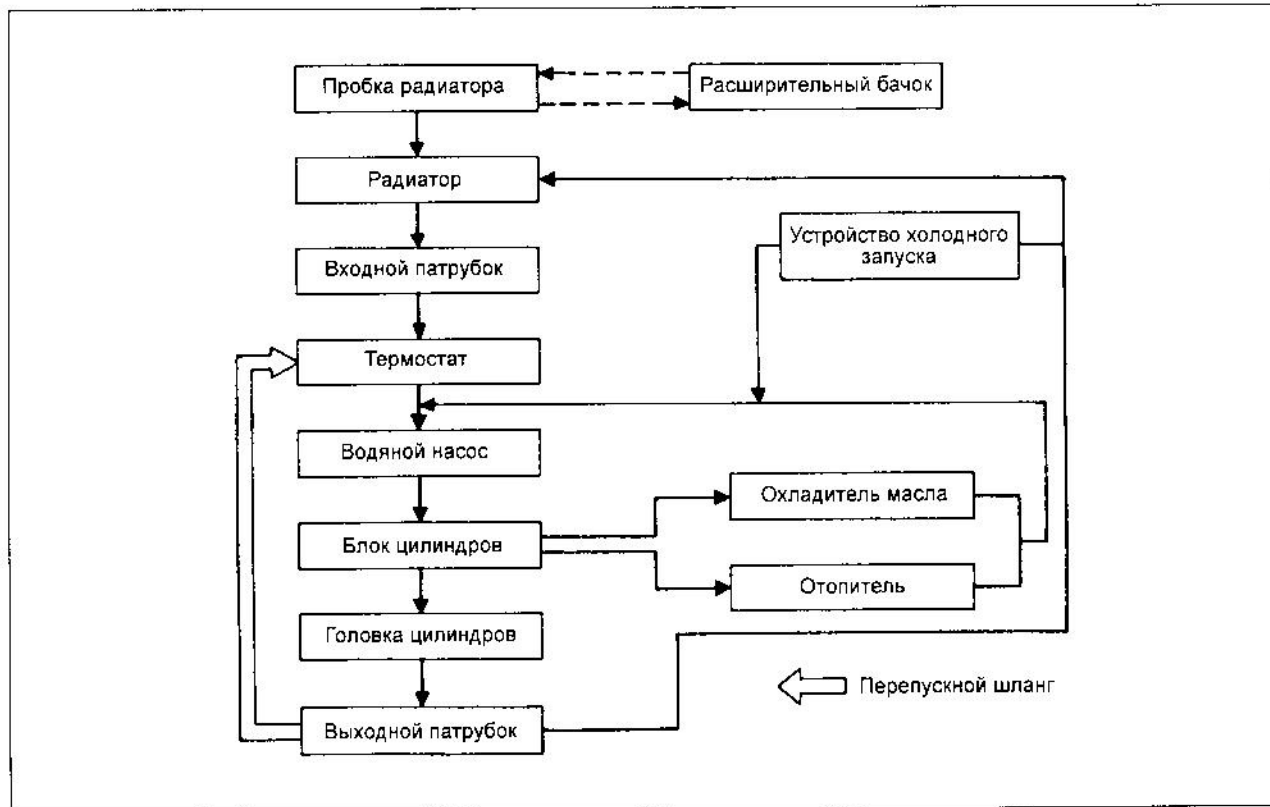 Пробка радиатора
Расширительный бачок
Радиатор
Устройство холодного
запуска
Входной патрубок
Термостат
Водяной насос
Охладитель масла
Блок цилиндров
Отопитель
Головка цилиндров
Перепускной шланг
Выходной патрубок